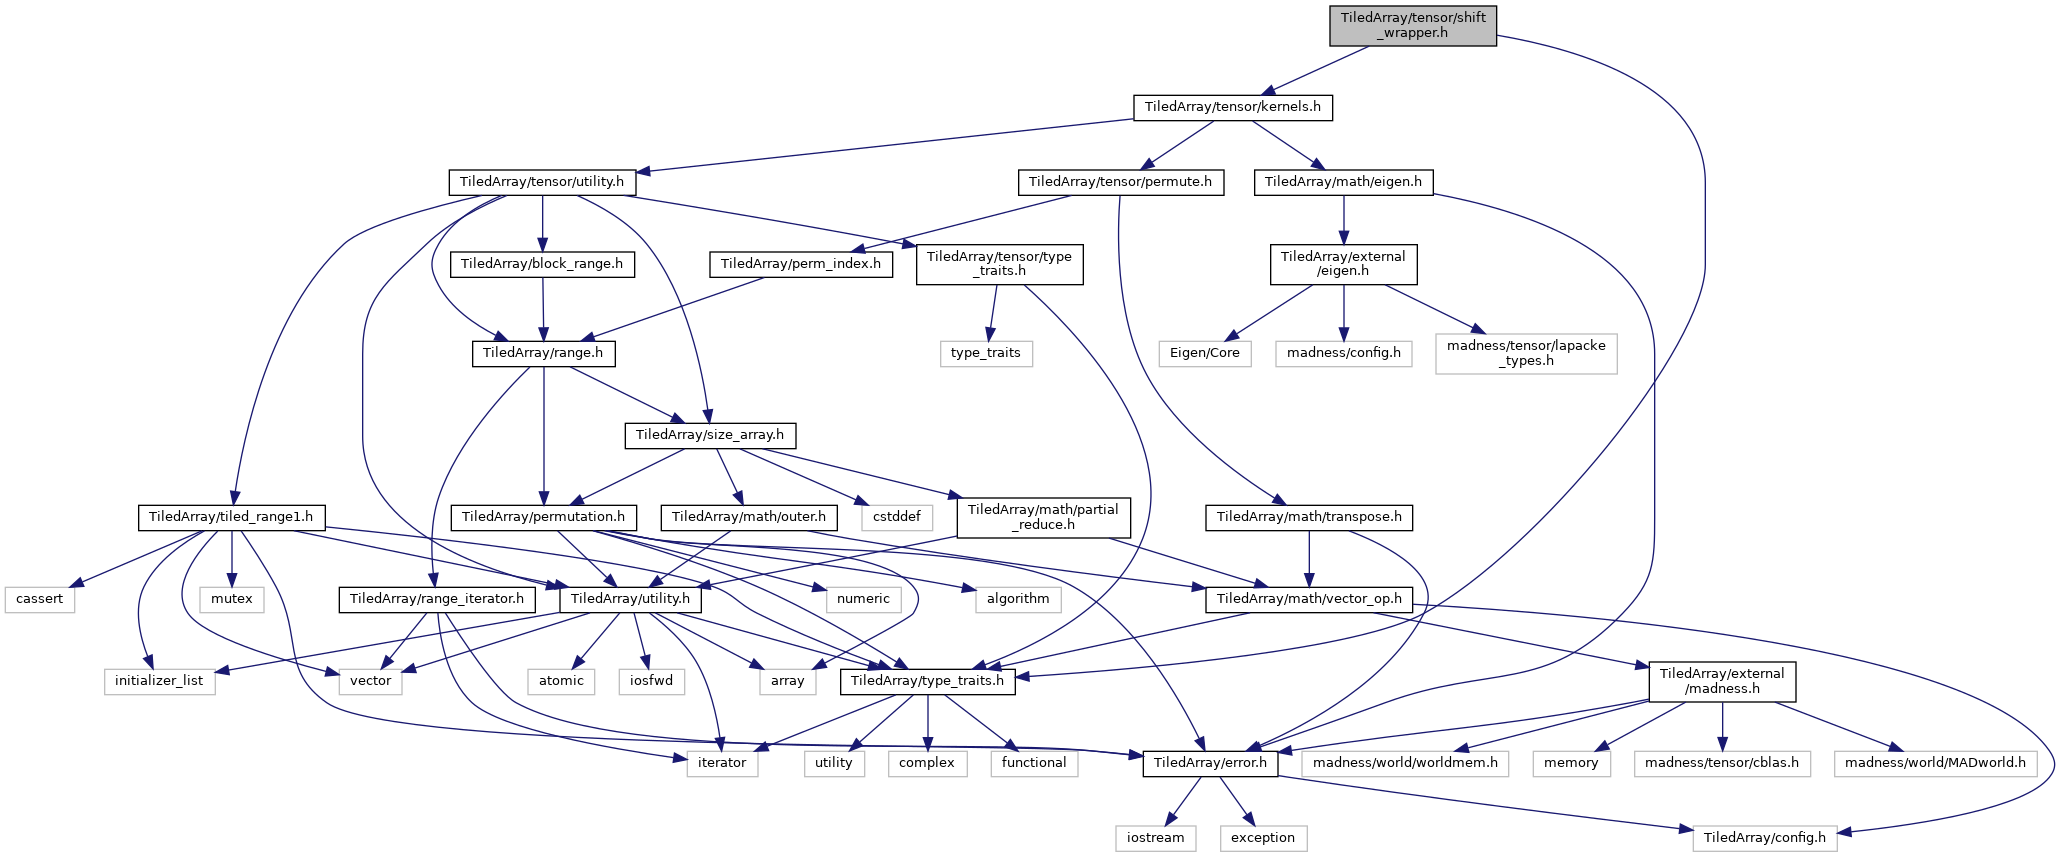 TiledArray/tensor/shift
_wrapper.h
TiledArray/tensor/kernels.h
TiledArray/tensor/utility.h
TiledArray/tensor/permute.h
TiledArray/math/eigen.h
TiledArray/block_range.h
TiledArray/perm_index.h
TiledArray/tensor/type
_traits.h
TiledArray/external
/eigen.h
TiledArray/range.h
type_traits
Eigen/Core
madness/config.h
madness/tensor/lapacke
_types.h
TiledArray/size_array.h
TiledArray/tiled_range1.h
TiledArray/permutation.h
TiledArray/math/outer.h
cstddef
TiledArray/math/partial
_reduce.h
TiledArray/math/transpose.h
cassert
mutex
TiledArray/range_iterator.h
TiledArray/utility.h
numeric
algorithm
TiledArray/math/vector_op.h
initializer_list
vector
atomic
iosfwd
array
TiledArray/type_traits.h
TiledArray/external
/madness.h
iterator
utility
complex
functional
TiledArray/error.h
madness/world/worldmem.h
memory
madness/tensor/cblas.h
madness/world/MADworld.h
iostream
exception
TiledArray/config.h